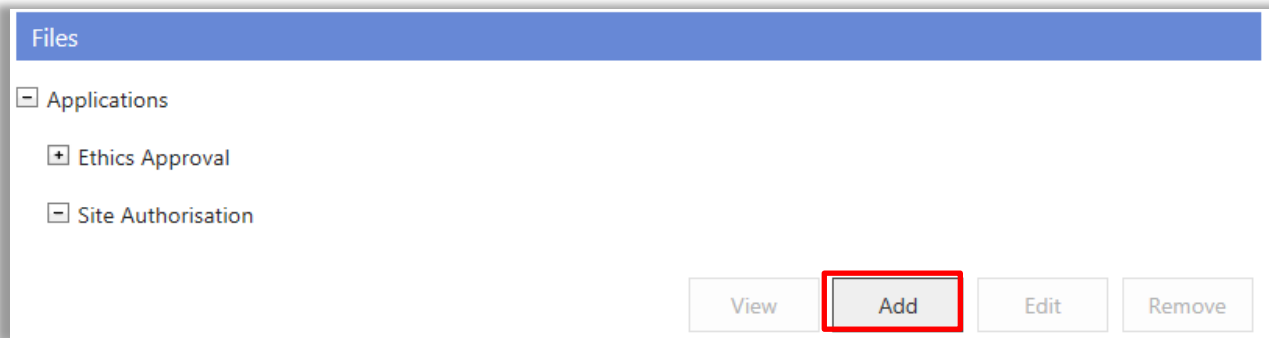 Files
Applications
Ethics Approval
Site Authorisation
View Add Edit Remove